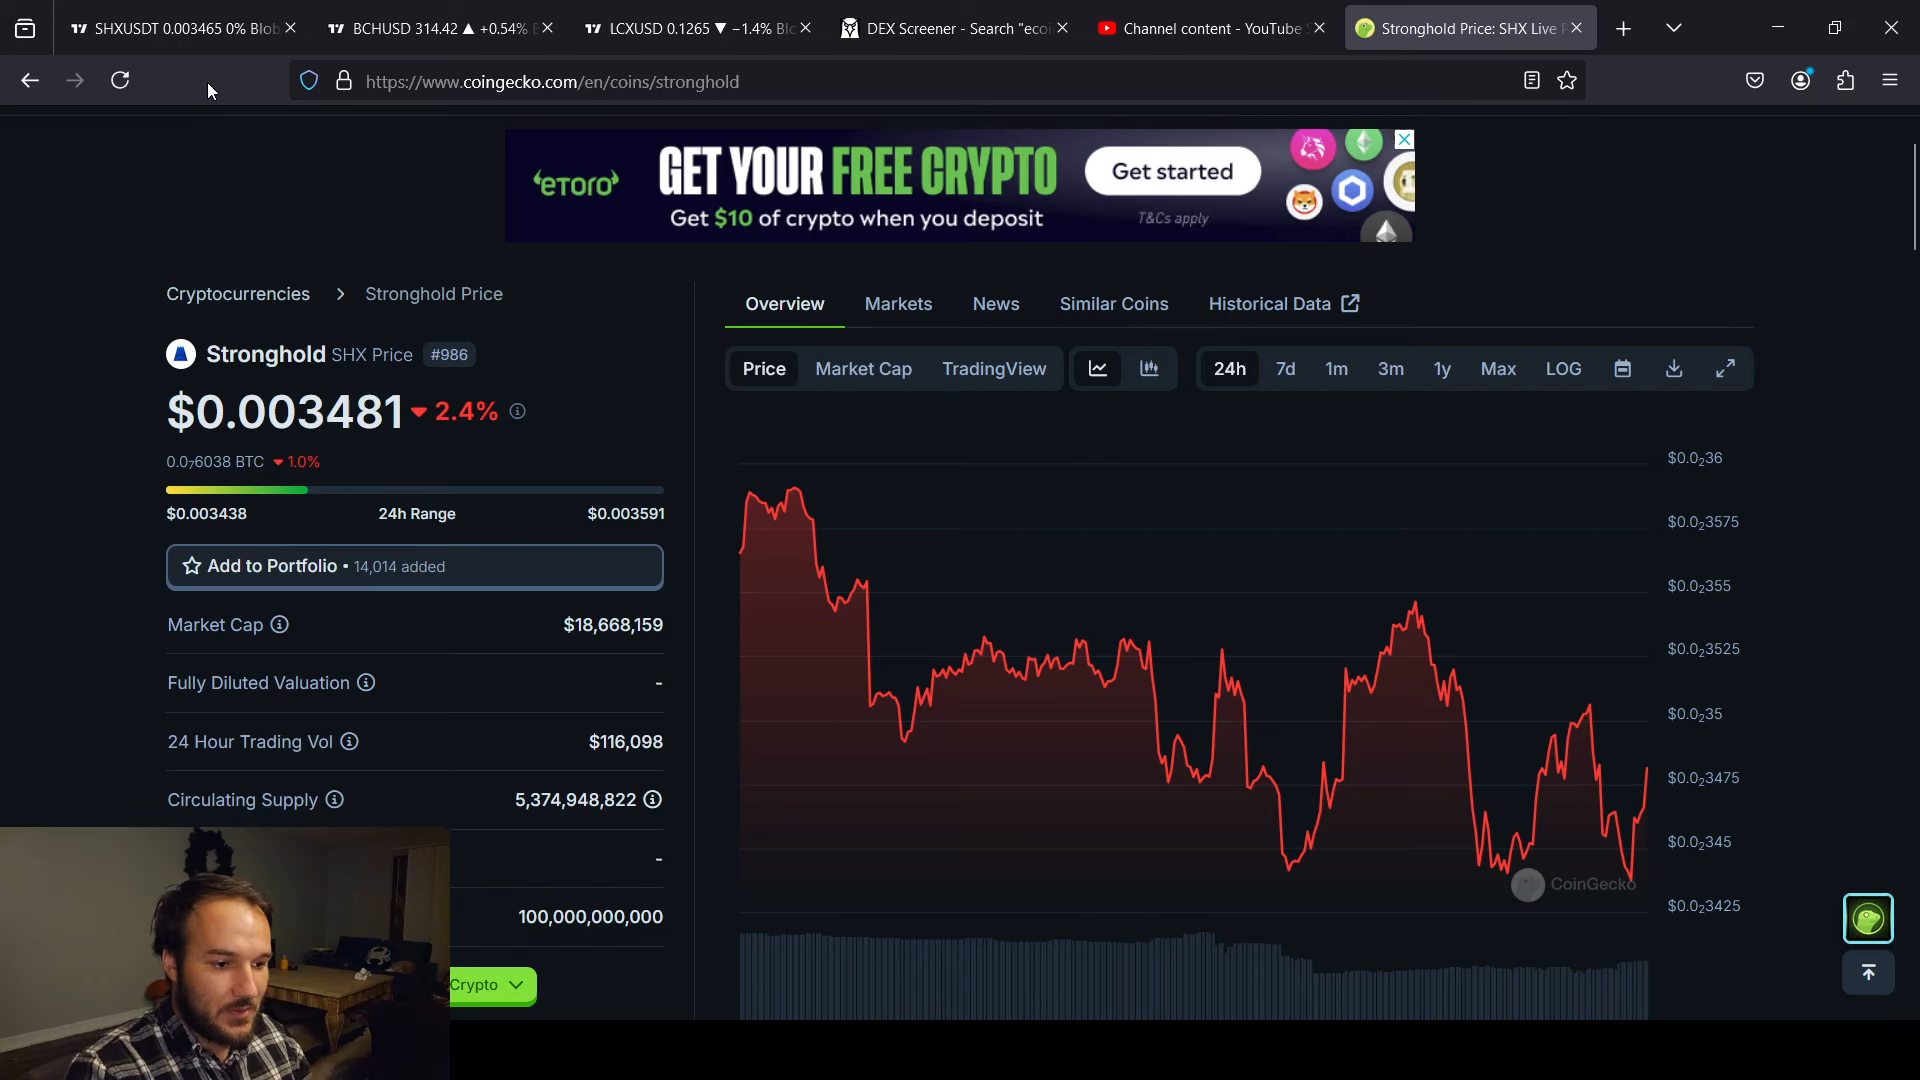 SHXUSDT 0.003465 0% Blob
BCHUSD 314.42 ▲ +0.54% B
LCXUSD 0.1265 ▼ −1.4% Blo
DEX Screener - Search "ecoi
Channel content - YouTube S
Stronghold Price: SHX Live P
https://www.coingecko.com/en/coins/stronghold
eTORO
GET YOUR FREE CRYPTO
Get $10 of crypto when you deposit
Get started
T&Cs apply
Cryptocurrencies > Stronghold Price
Stronghold SHX Price #986
$0.003481 ▼ 2.4%
0.0₇6038 BTC ▼ 1.0%
$0.003438 24h Range $0.003591
Add to Portfolio • 14,014 added
Market Cap $18,668,159
Fully Diluted Valuation -
24 Hour Trading Vol $116,098
Circulating Supply 5,374,948,822
-
100,000,000,000
Crypto
Overview Markets News Similar Coins Historical Data
Price Market Cap TradingView
24h 7d 1m 3m 1y Max LOG
$0.0₂36
$0.0₂3575
$0.0₂355
$0.0₂3525
$0.0₂35
$0.0₂3475
$0.0₂345
$0.0₂3425
CoinGecko